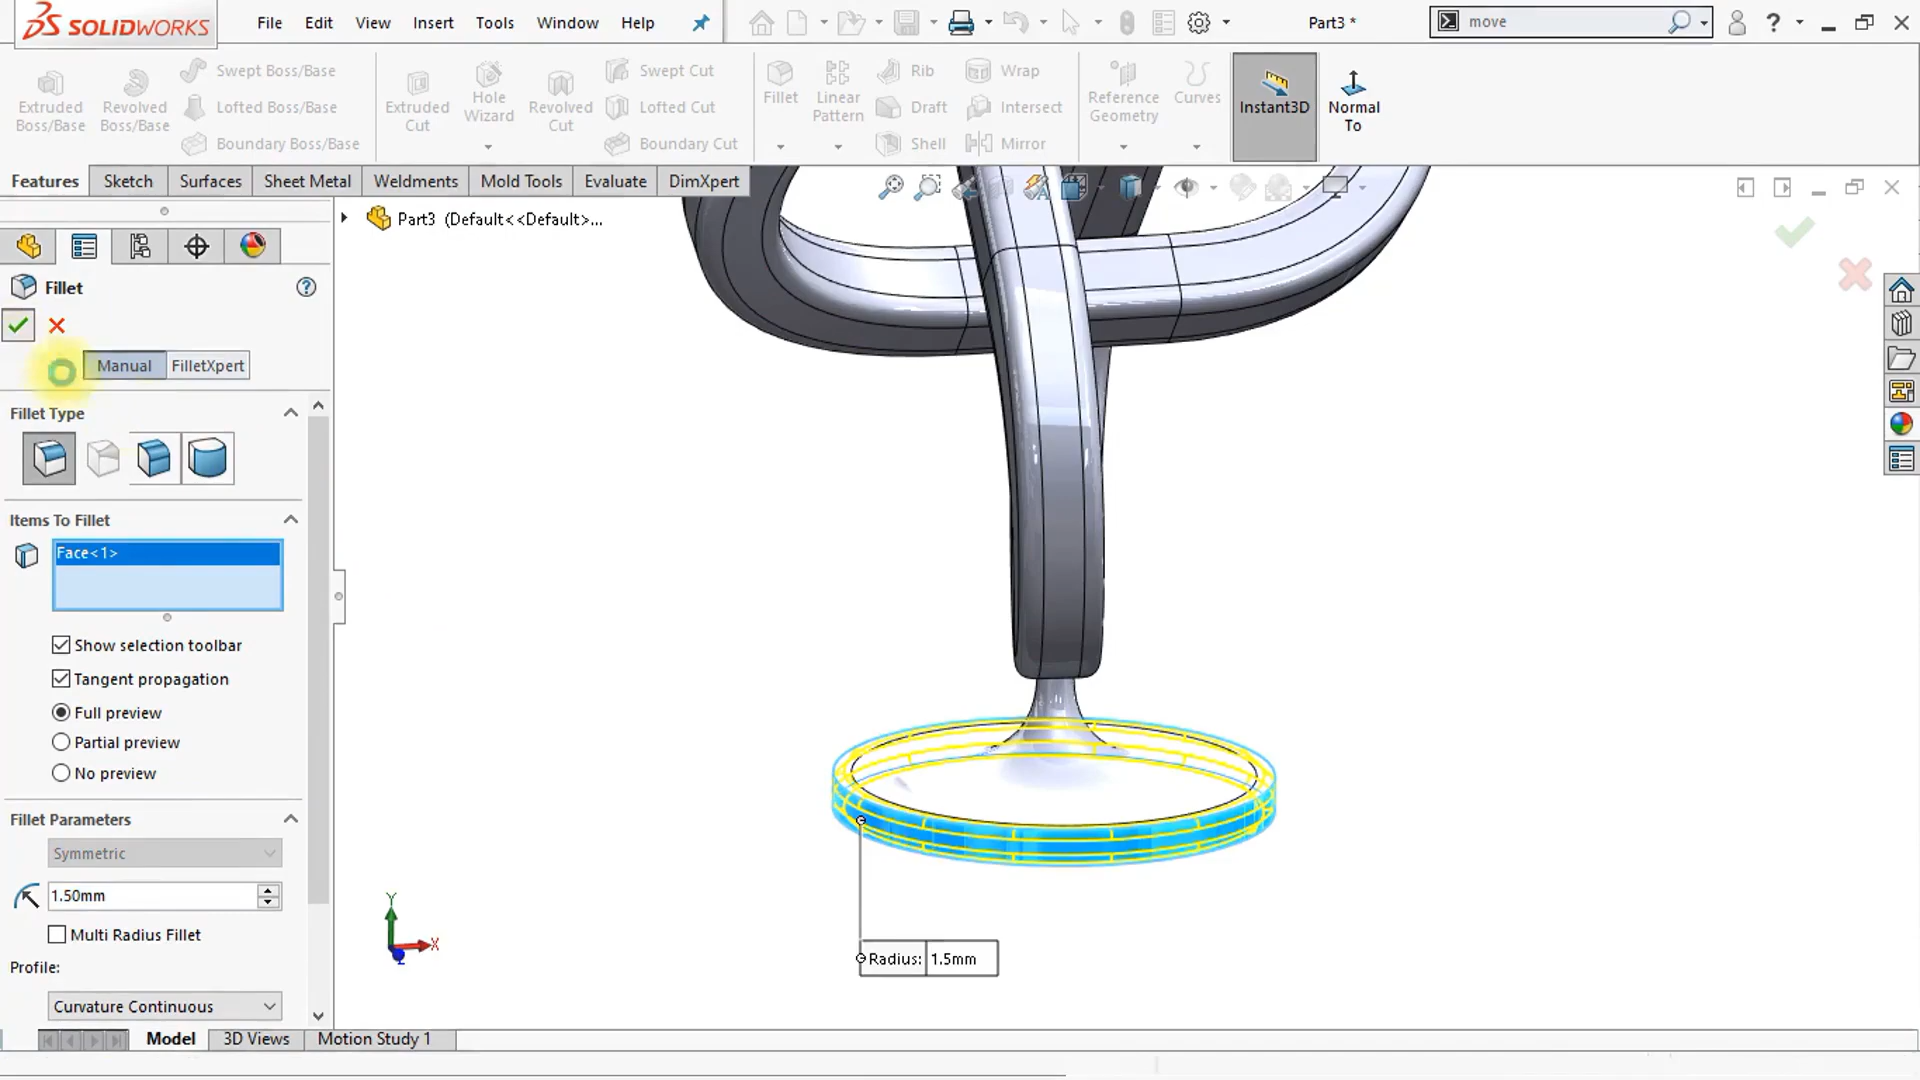 SOLIDWORKS
File Edit View Insert Tools Window Help
Part3 *
move
?
Extruded Boss/Base
Revolved Boss/Base
Swept Boss/Base
Lofted Boss/Base
Boundary Boss/Base
Extruded Cut
Hole Wizard
Revolved Cut
Swept Cut
Lofted Cut
Boundary Cut
Fillet
Linear Pattern
Rib
Draft
Shell
Wrap
Intersect
Mirror
Reference Geometry
Curves
Instant3D
Normal To
Features Sketch Surfaces Sheet Metal Weldments Mold Tools Evaluate DimXpert
Part3 (Default<<Default>...
Fillet
?
Manual FilletXpert
Fillet Type
Items To Fillet
Face<1>
Show selection toolbar
Tangent propagation
Full preview
Partial preview
No preview
Fillet Parameters
Symmetric
1.50mm
Multi Radius Fillet
Profile:
Curvature Continuous
Y
X
Z
Radius: 1.5mm
Model 3D Views Motion Study 1